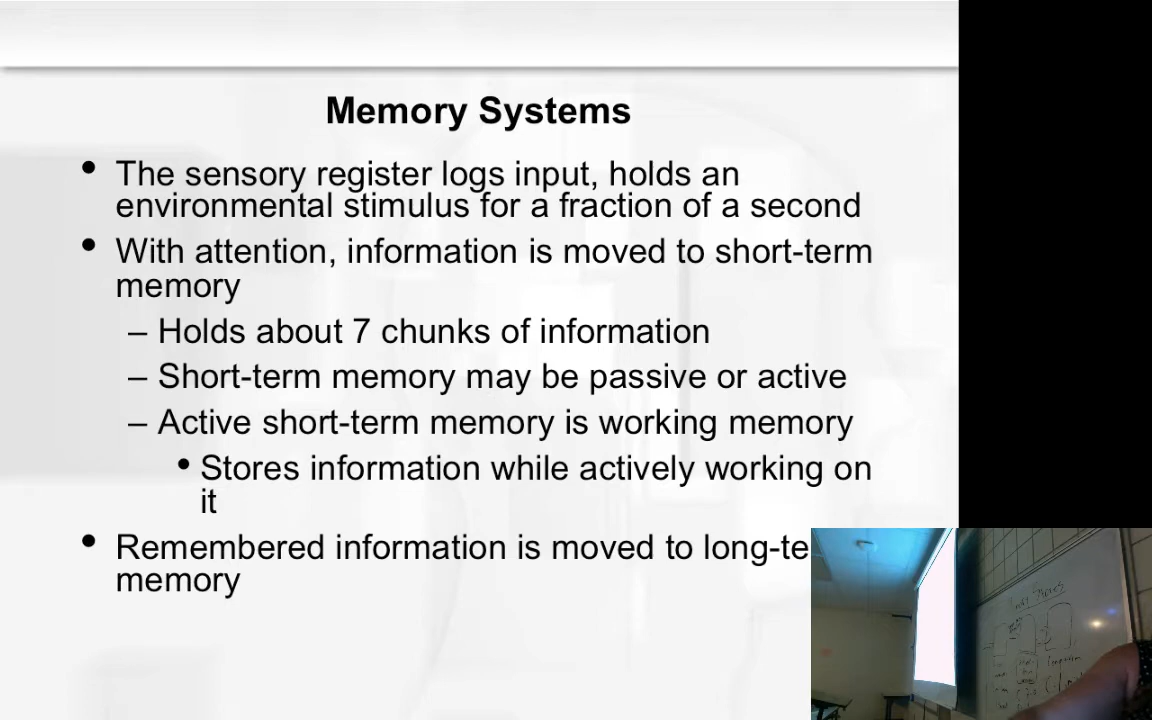 Memory Systems
• The sensory register logs input, holds an
environmental stimulus for a fraction of a second
• With attention, information is moved to short-term
memory
– Holds about 7 chunks of information
– Short-term memory may be passive or active
– Active short-term memory is working memory
• Stores information while actively working on
it
• Remembered information is moved to long-te
memory